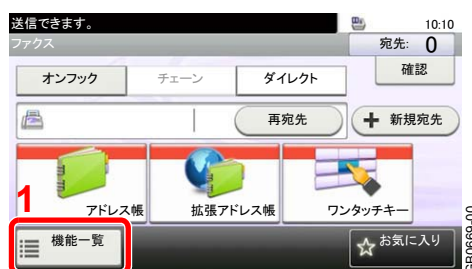 送信できます。
10:10
ファクス
宛先: 0
オンフック
チェーン
ダイレクト
確認
再宛先
新規宛先
アドレス帳
拡張アドレス帳
ワンタッチキー
1
機能一覧
お気に入り
GB0669-00